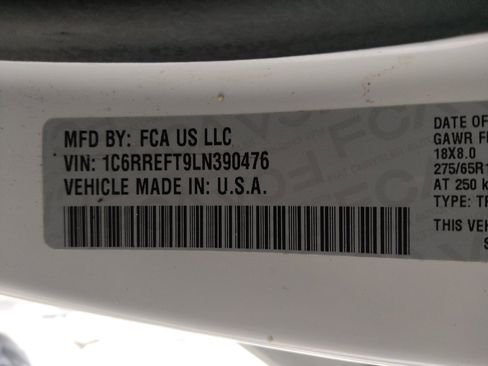 MFD BY: FCA US LLC
VIN: 1C6RREFT9LN390476
VEHICLE MADE IN: U.S.A.
DATE OF
GAWR
18X8.0
275/65R1
AT 250 k
TYPE: T
THIS VEH